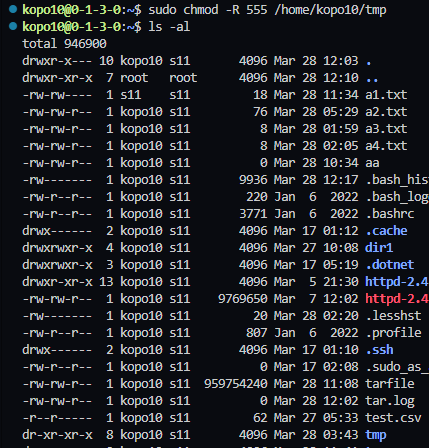 kopo10@0-1-3-0:~$ sudo chmod -R 555 /home/kopo10/tmp
kopo10@0-1-3-0:~$ ls -al
total 946900
drwxr-x--- 10 kopo10 s11 4096 Mar 28 12:03 .
drwxr-xr-x 7 root root 4096 Mar 28 12:10 ..
-rw-rw-r-- 1 s11 s11 18 Mar 28 11:34 a1.txt
-rw-rw-r-- 1 kopo10 s11 76 Mar 28 05:29 a2.txt
-rw-rw-r-- 1 kopo10 s11 8 Mar 28 01:59 a3.txt
-rw-rw-r-- 1 kopo10 s11 8 Mar 28 02:05 a4.txt
-rw-rw-r-- 1 kopo10 s11 0 Mar 28 10:34 aa
-rw------- 1 kopo10 s11 9936 Mar 28 12:17 .bash_his
-rw-r--r-- 1 kopo10 s11 220 Jan 6 2022 .bash_log
-rw-r--r-- 1 kopo10 s11 3771 Jan 6 2022 .bashrc
drwx------ 2 kopo10 s11 4096 Mar 17 01:12 .cache
drwxrwxr-x 4 kopo10 s11 4096 Mar 27 10:08 dir1
drwxrwxr-x 3 kopo10 s11 4096 Mar 17 05:19 .dotnet
drwxr-xr-x 13 kopo10 s11 4096 Mar 5 21:30 httpd-2.4
-rw-rw-r-- 1 kopo10 s11 9769650 Mar 7 12:02 httpd-2.4
-rw------- 1 kopo10 s11 20 Mar 28 02:20 .lesshst
-rw-r--r-- 1 kopo10 s11 807 Jan 6 2022 .profile
drwx------ 2 kopo10 s11 4096 Mar 17 01:10 .ssh
-rw-r--r-- 1 kopo10 s11 0 Mar 17 02:08 .sudo_as_
-rw-rw-r-- 1 kopo10 s11 959754240 Mar 28 11:08 tarfile
-rw-rw-r-- 1 kopo10 s11 0 Mar 28 12:02 tar.log
-r--r----- 1 kopo10 s11 62 Mar 27 05:33 test.csv
dr-xr-xr-x 8 kopo10 s11 4096 Mar 28 03:43 tmp